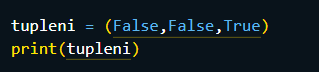 tupleni = (False,False,True)
print(tupleni)